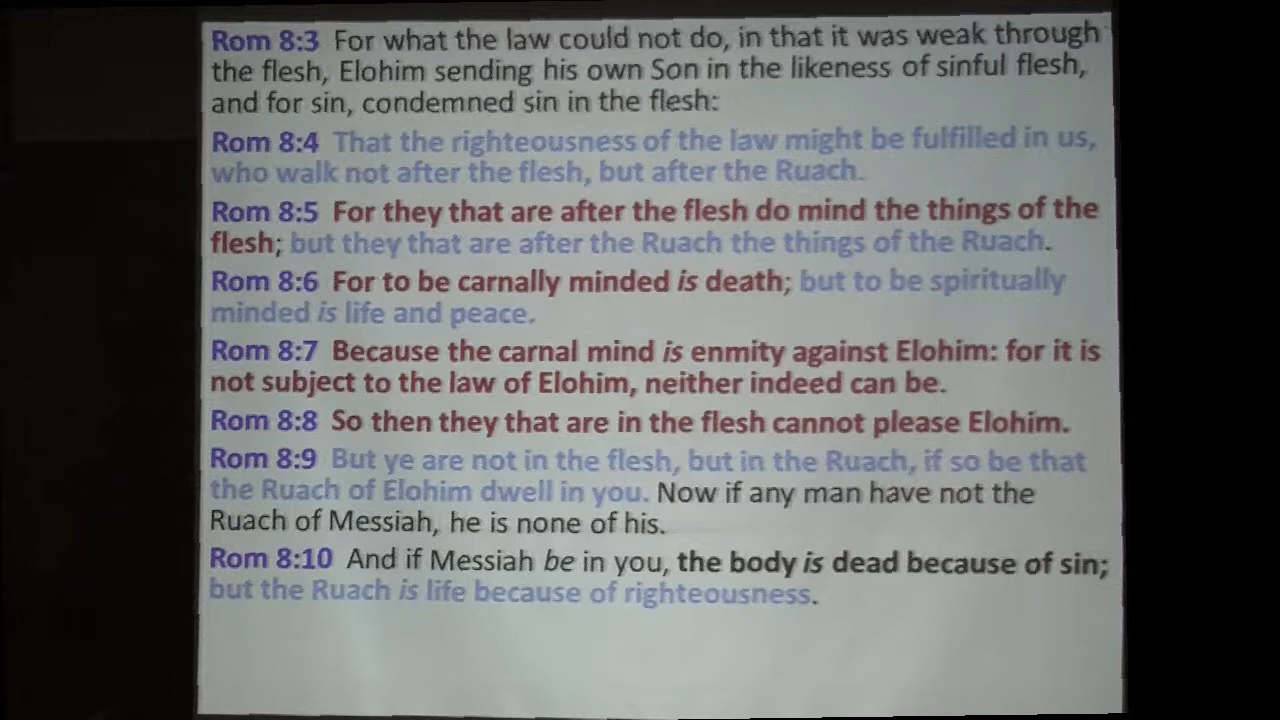 Rom 8:3 For what the law could not do, in that it was weak through
the flesh, Elohim sending his own Son in the likeness of sinful flesh,
and for sin, condemned sin in the flesh:
Rom 8:4 That the righteousness of the law might be fulfilled in us,
who walk not after the flesh, but after the Ruach.
Rom 8:5 For they that are after the flesh do mind the things of the
flesh; but they that are after the Ruach the things of the Ruach.
Rom 8:6 For to be carnally minded is death; but to be spiritually
minded is life and peace.
Rom 8:7 Because the carnal mind is enmity against Elohim: for it is
not subject to the law of Elohim, neither indeed can be.
Rom 8:8 So then they that are in the flesh cannot please Elohim.
Rom 8:9 But ye are not in the flesh, but in the Ruach, if so be that
the Ruach of Elohim dwell in you. Now if any man have not the
Ruach of Messiah, he is none of his.
Rom 8:10 And if Messiah be in you, the body is dead because of sin;
but the Ruach is life because of righteousness.